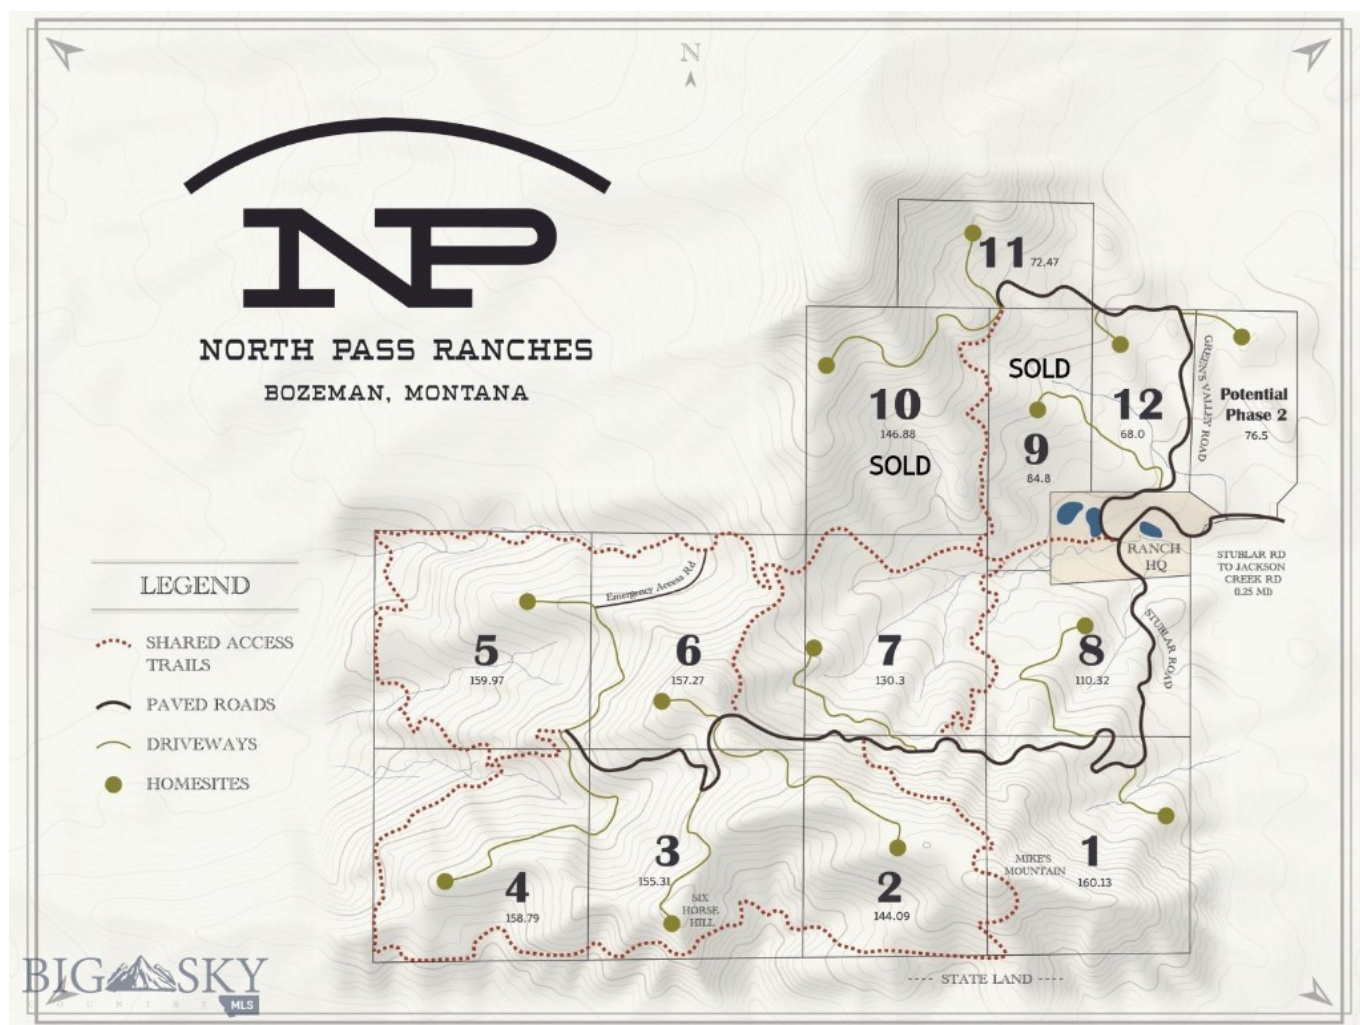 N
NP
NORTH PASS RANCHES
BOZEMAN, MONTANA
11
72.47
SOLD
10
146.88
SOLD
9
84.8
12
68.0
GREEN'S VALLEY ROAD
Potential
Phase 2
76.5
RANCH
HQ
STUBLAR RD
TO JACKSON
CREEK RD
(1.25 MI)
STUBLAR ROAD
LEGEND
SHARED ACCESS
TRAILS
PAVED ROADS
DRIVEWAYS
HOMESITES
Emergency Access Rd
5
159.97
6
157.27
7
130.3
8
110.32
4
158.79
3
155.31
SIX
HORSE
HILL
2
144.09
MIKE'S
MOUNTAIN
1
160.13
---- STATE LAND ----
BIG SKY
COUNTRY
MLS